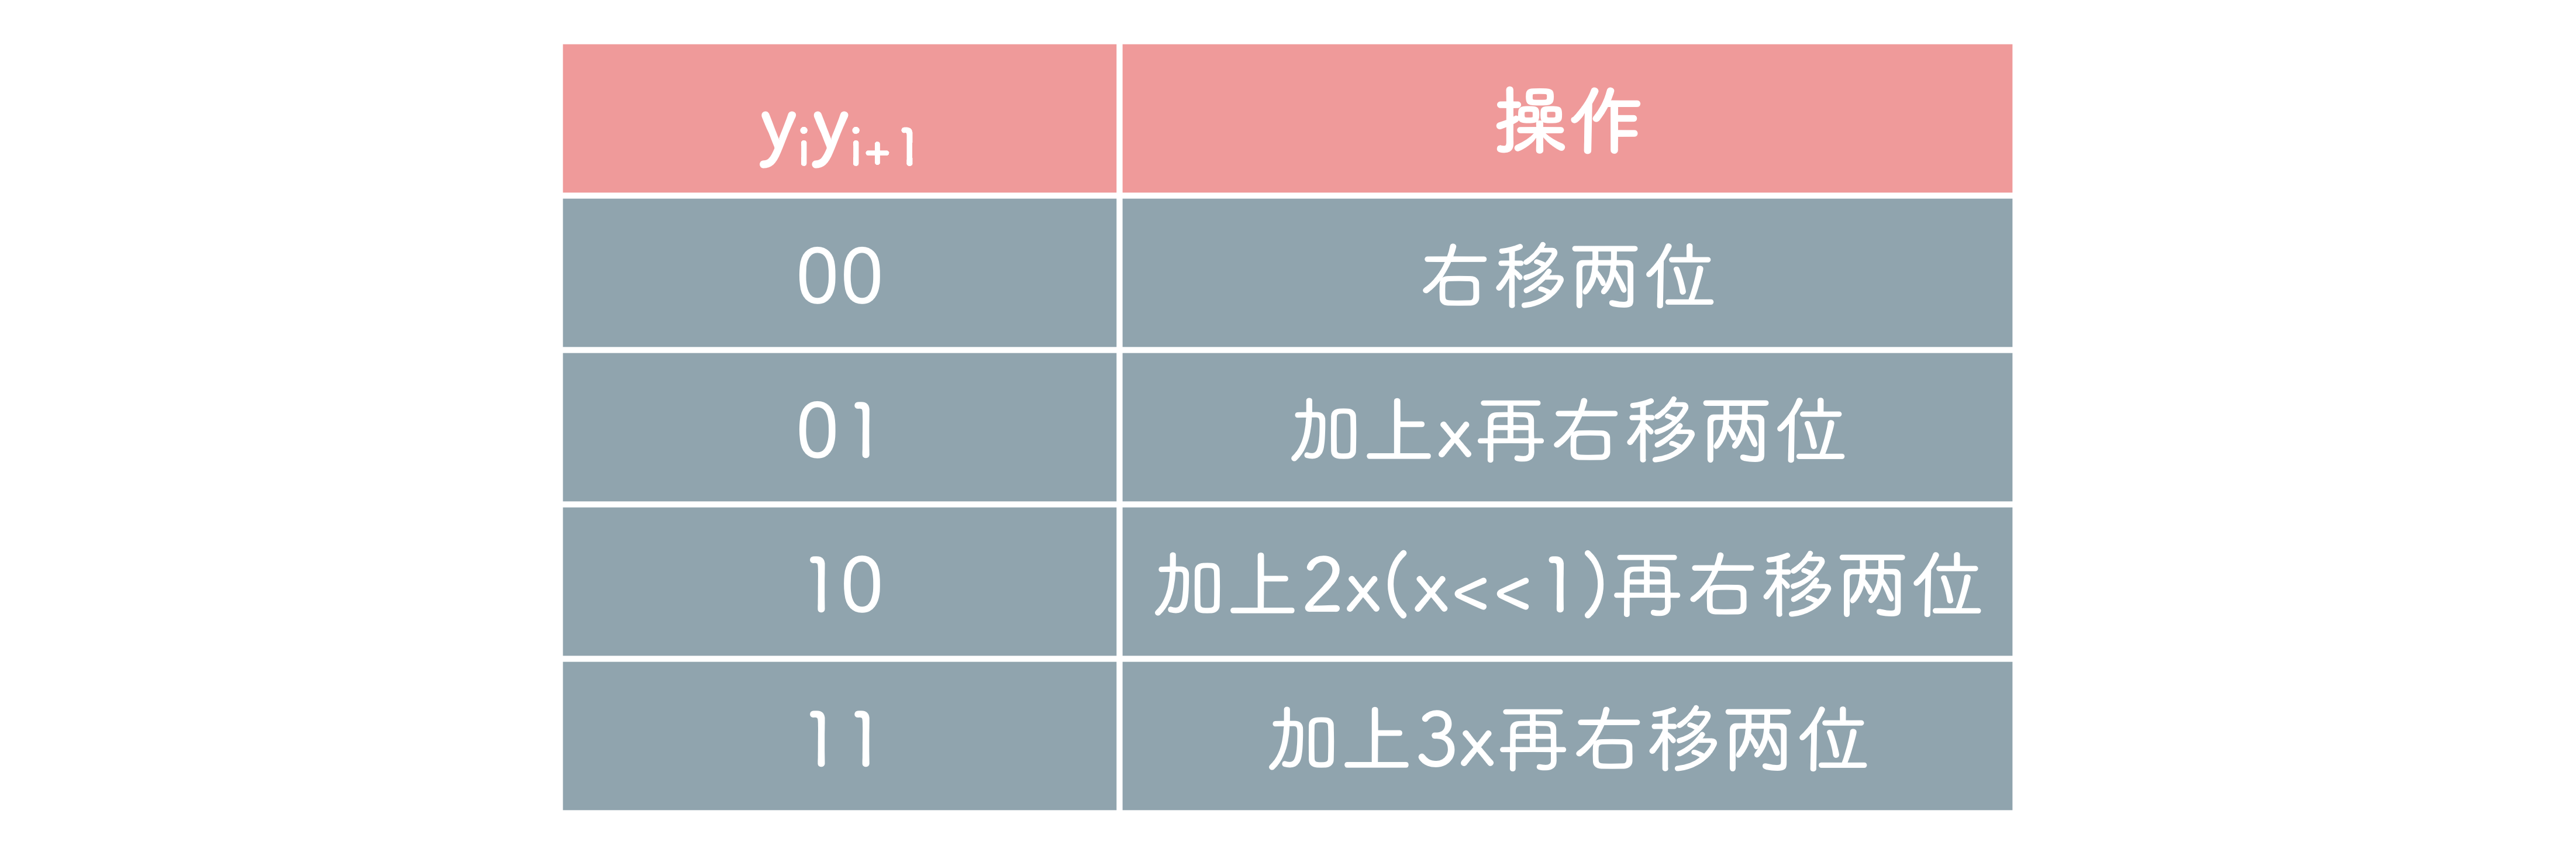 yᵢyᵢ₊₁ 操作
00 右移两位
01 加上x再右移两位
10 加上2x(x<<1)再右移两位
11 加上3x再右移两位